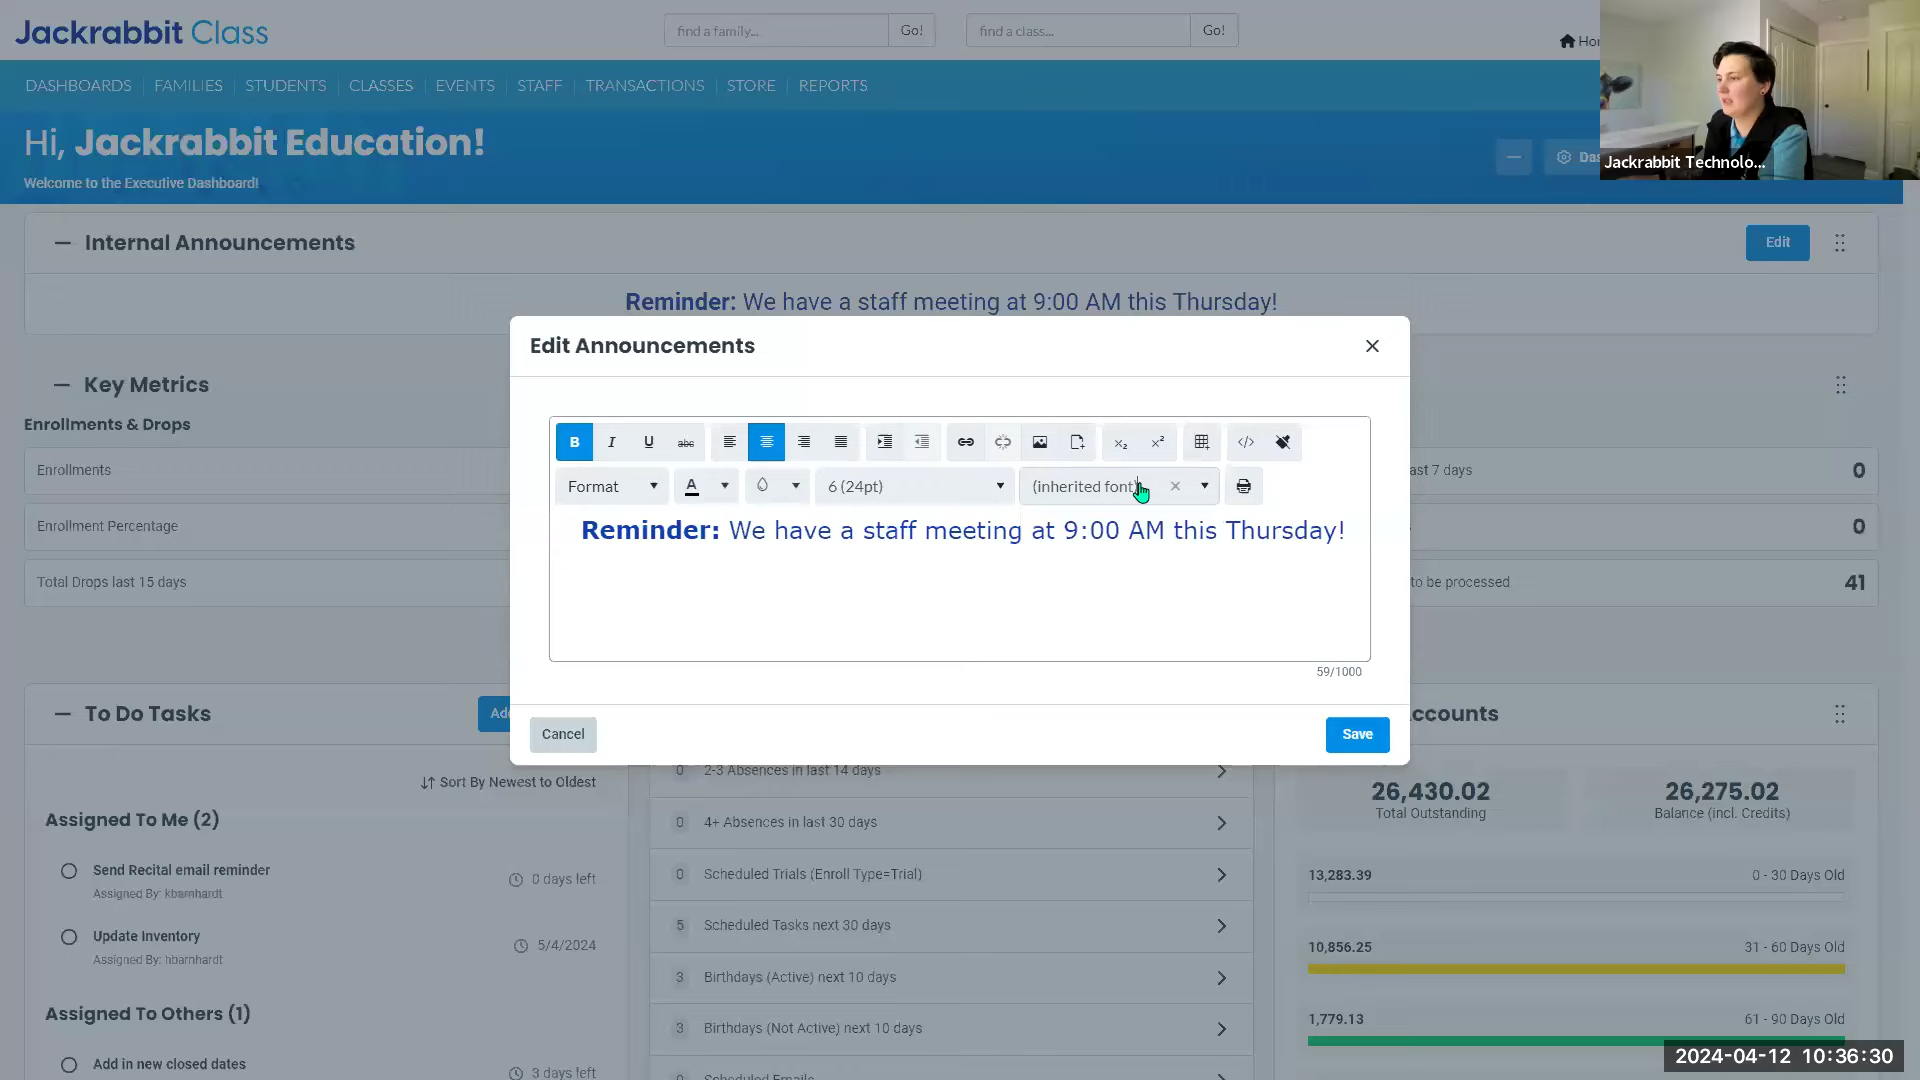 Jackrabbit Class
find a family...
Go!
find a class...
Go!
DASHBOARDS
FAMILIES
STUDENTS
CLASSES
EVENTS
STAFF
TRANSACTIONS
STORE
REPORTS
Jackrabbit Technolo...
Hi, Jackrabbit Education!
Welcome to the Executive Dashboard!
Internal Announcements
Edit
Reminder: We have a staff meeting at 9:00 AM this Thursday!
Edit Announcements
B
I
U
abc
x₂
x²
</>
Format
A
6 (24pt)
(inherited font)
Reminder: We have a staff meeting at 9:00 AM this Thursday!
59/1000
Cancel
Save
Key Metrics
Enrollments & Drops
Enrollments
7 days
0
Enrollment Percentage
0
Total Drops last 15 days
to be processed
41
To Do Tasks
Sort By Newest to Oldest
Assigned To Me (2)
Send Recital email reminder
Assigned By: kbarnhardt
0 days left
Update Inventory
Assigned By: hbarnhardt
5/4/2024
Assigned To Others (1)
Add in new closed dates
3 days left
0 2-3 Absences in last 14 days
0 4+ Absences in last 30 days
0 Scheduled Trials (Enroll Type=Trial)
5 Scheduled Tasks next 30 days
3 Birthdays (Active) next 10 days
3 Birthdays (Not Active) next 10 days
Scheduled Emails
26,430.02
Total Outstanding
26,275.02
Balance (incl. Credits)
13,283.39
0 - 30 Days Old
10,856.25
31 - 60 Days Old
1,779.13
61 - 90 Days Old
2024-04-12 10:36:30